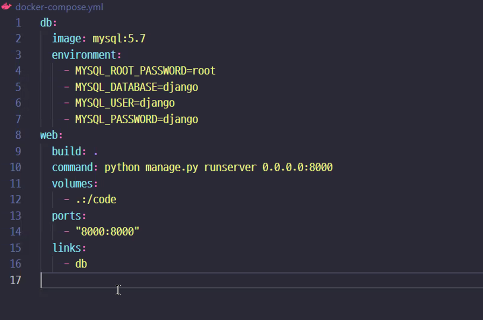 docker-compose.yml
1 db:
2   image: mysql:5.7
3   environment:
4     - MYSQL_ROOT_PASSWORD=root
5     - MYSQL_DATABASE=django
6     - MYSQL_USER=django
7     - MYSQL_PASSWORD=django
8 web:
9   build: .
10   command: python manage.py runserver 0.0.0.0:8000
11   volumes:
12     - .:/code
13   ports:
14     - "8000:8000"
15   links:
16     - db
17